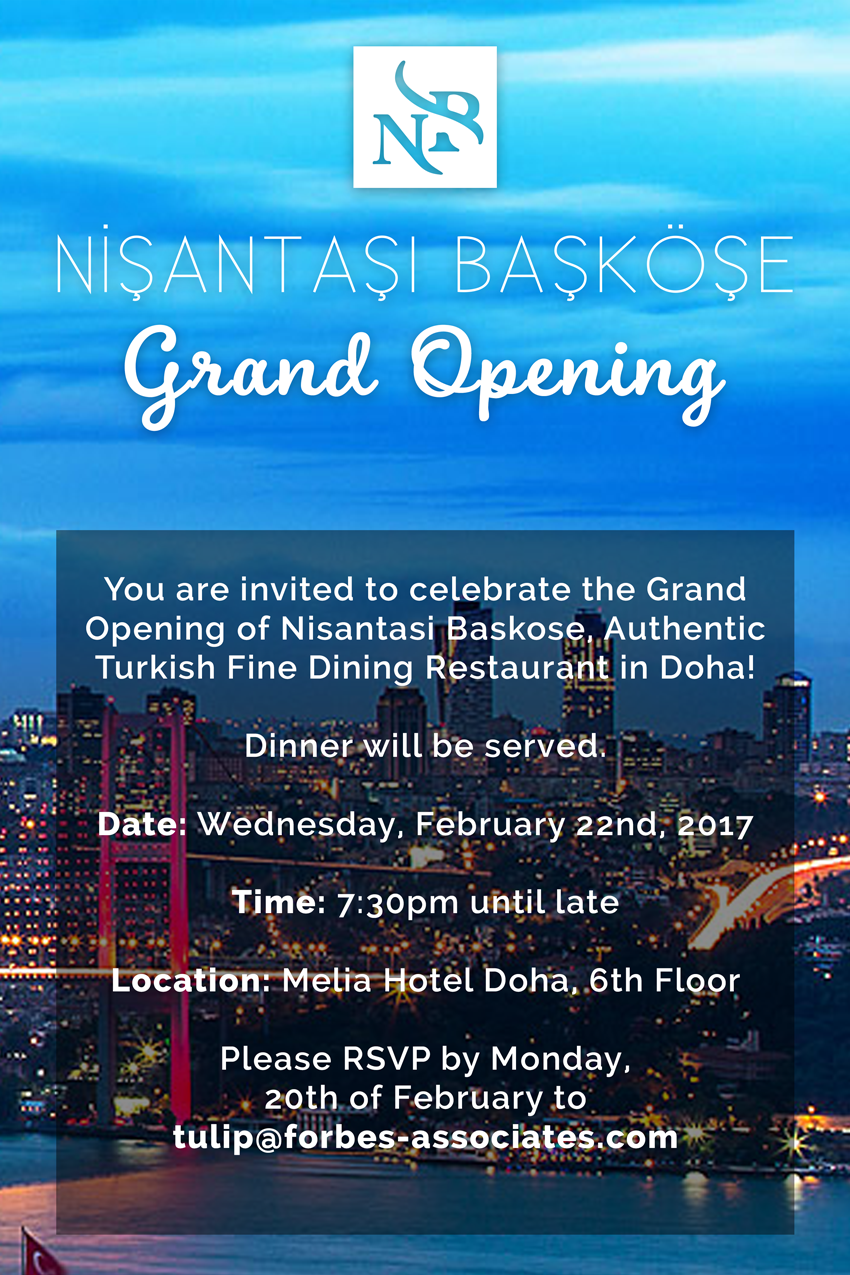 NB
NİŞANTAŞI BAŞKÖŞE
Grand Opening
You are invited to celebrate the Grand
Opening of Nisantasi Baskose, Authentic
Turkish Fine Dining Restaurant in Doha!
Dinner will be served.
Date: Wednesday, February 22nd, 2017
Time: 7:30pm until late
Location: Melia Hotel Doha, 6th Floor
Please RSVP by Monday,
20th of February to
tulip@forbes-associates.com